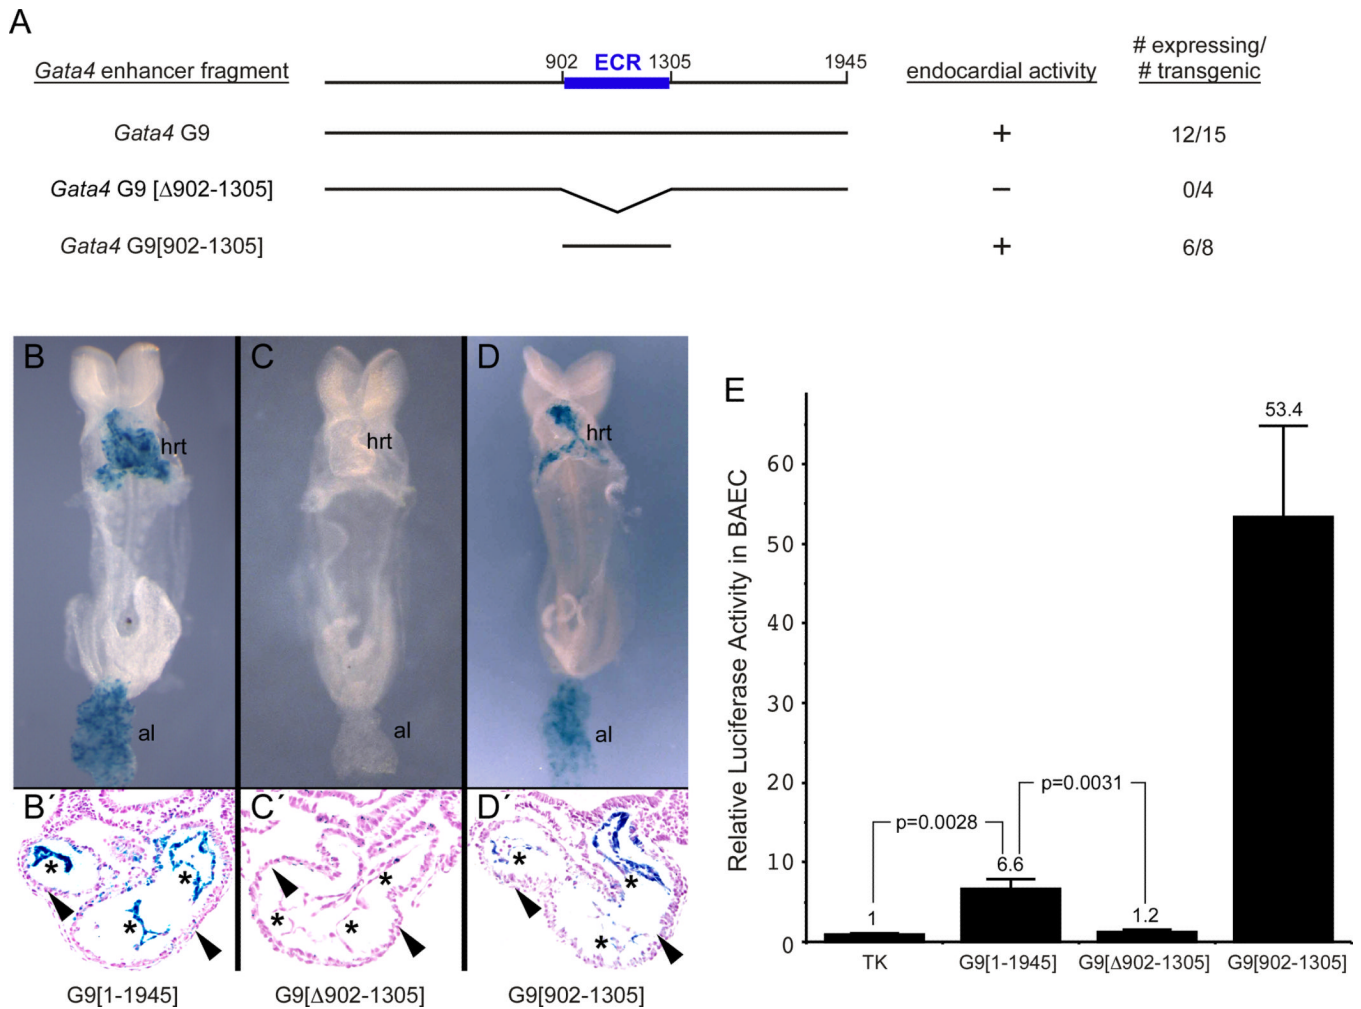 A
Gata4 enhancer fragment
902 ECR 1305 1945
endocardial activity
# expressing/
# transgenic
Gata4 G9
+
12/15
Gata4 G9 [Δ902-1305]
−
0/4
Gata4 G9[902-1305]
+
6/8
B
hrt
al
C
hrt
al
D
hrt
al
B´
*
*
*
C´
*
*
*
D´
*
*
*
G9[1-1945]
G9[Δ902-1305]
G9[902-1305]
E
Relative Luciferase Activity in BAEC
60
50
40
30
20
10
0
53.4
p=0.0031
p=0.0028
6.6
1
1.2
TK
G9[1-1945]
G9[Δ902-1305]
G9[902-1305]